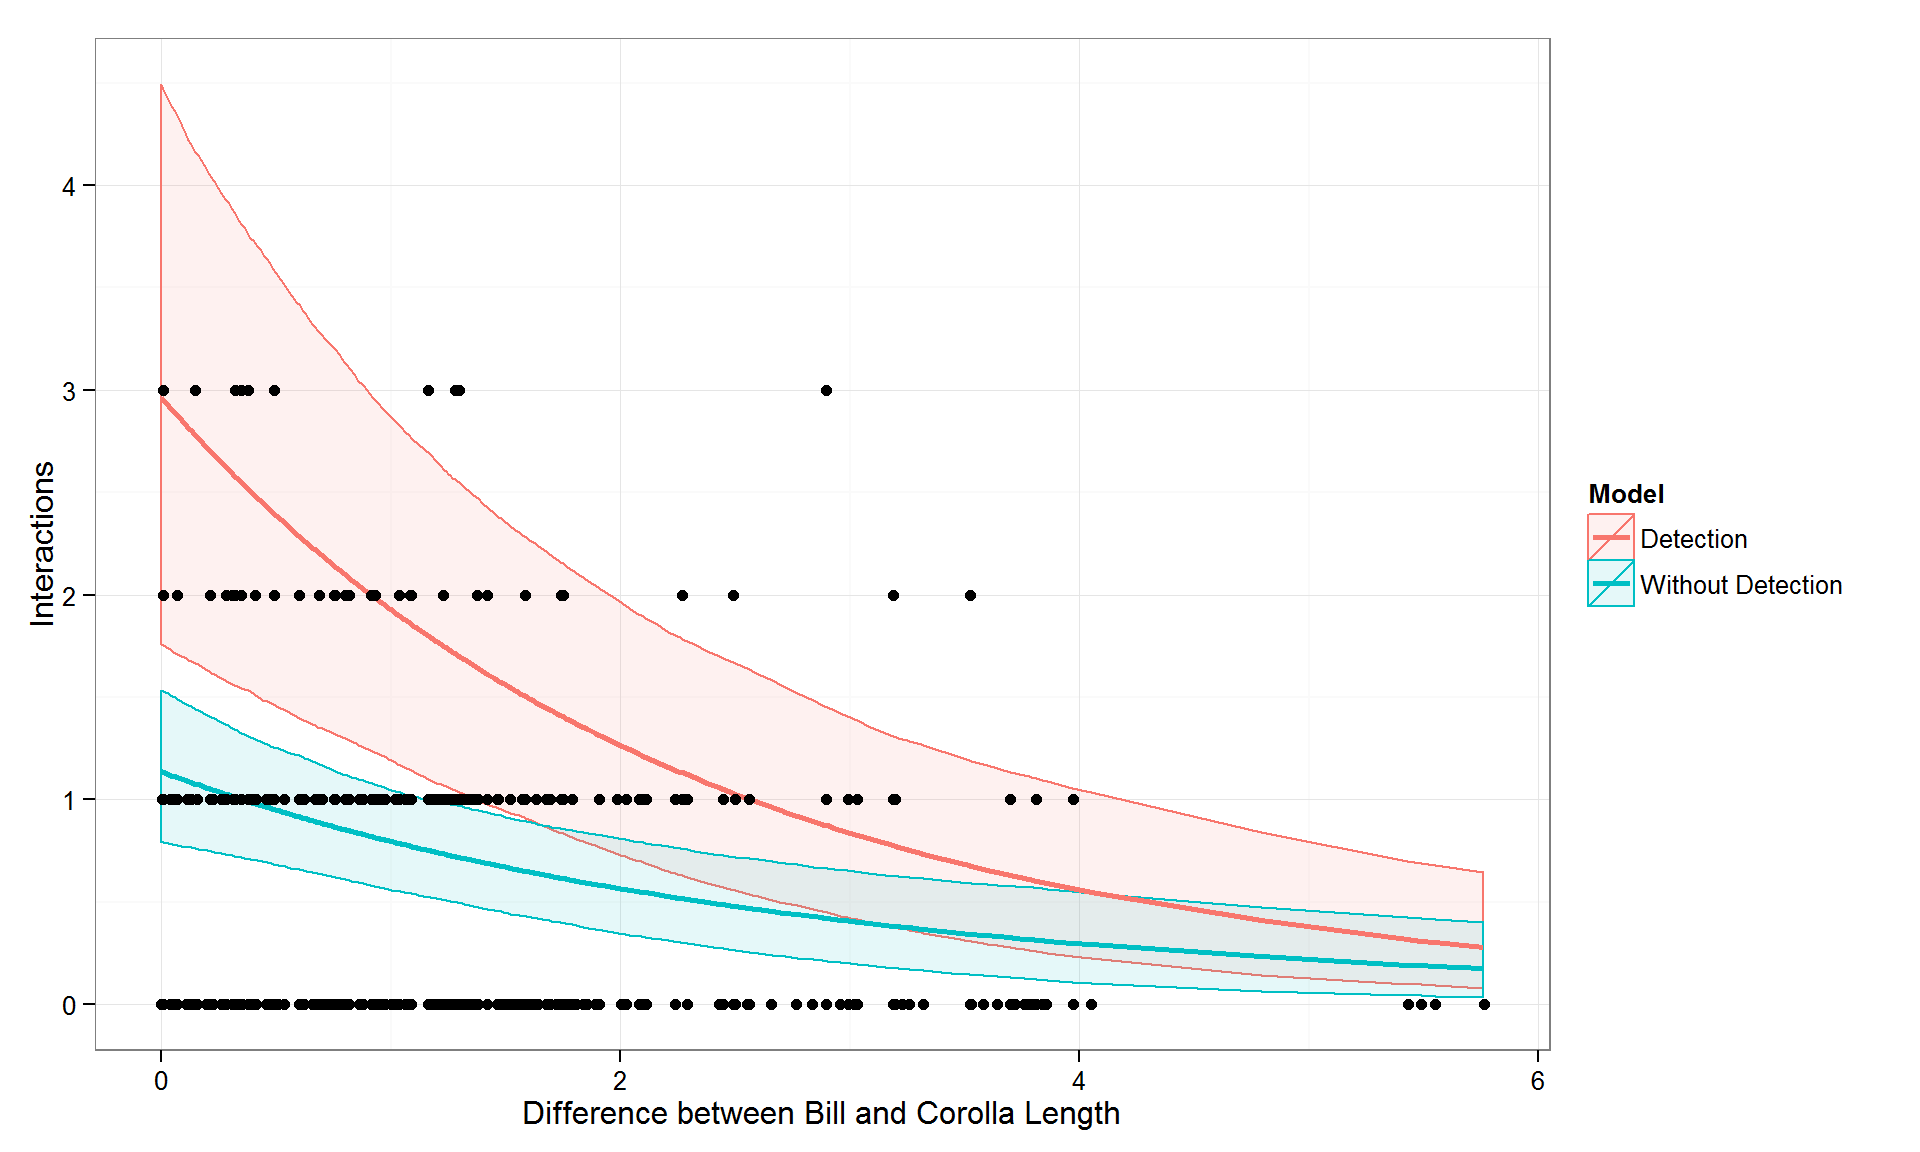 4
3
2
1
0
Interactions
0
2
4
6
Difference between Bill and Corolla Length
Model
Detection
Without Detection